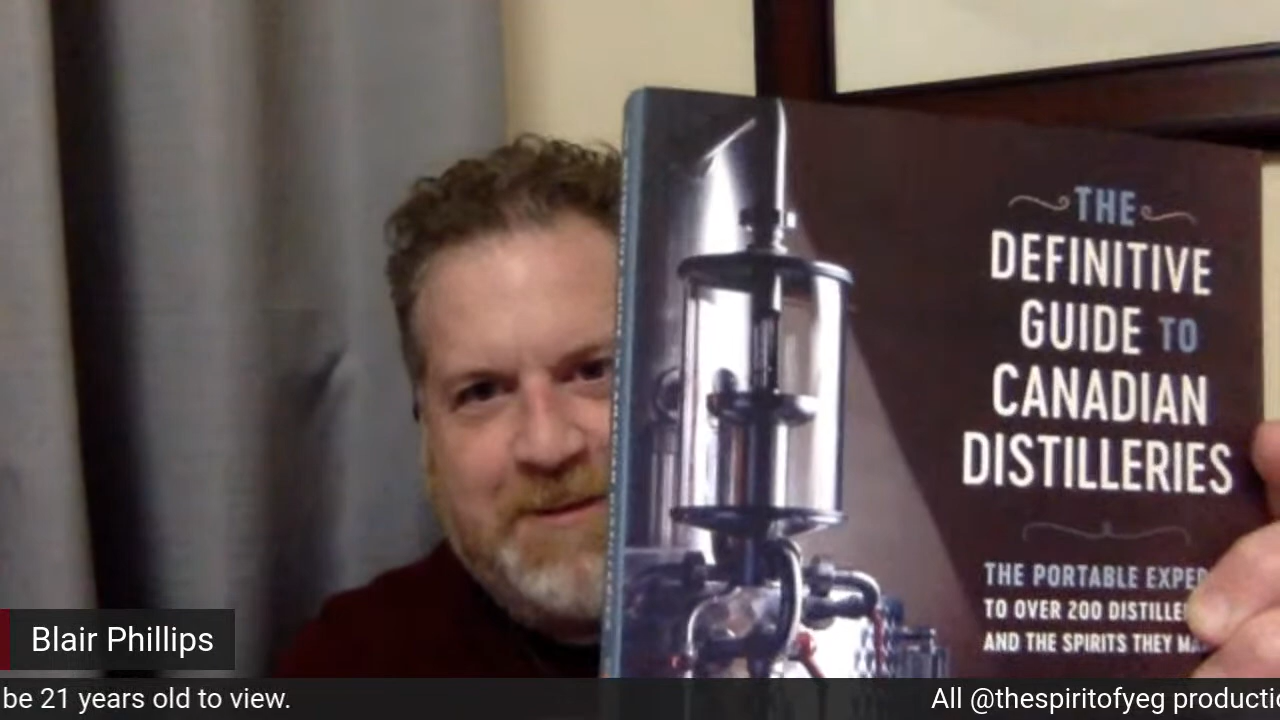 THE
DEFINITIVE
GUIDE TO
CANADIAN
DISTILLERIES
THE PORTABLE
TO OVER 200
AND THE SPIRITS THEY
Blair Phillips
be 21 years old to view.
All @thespiritofyeg